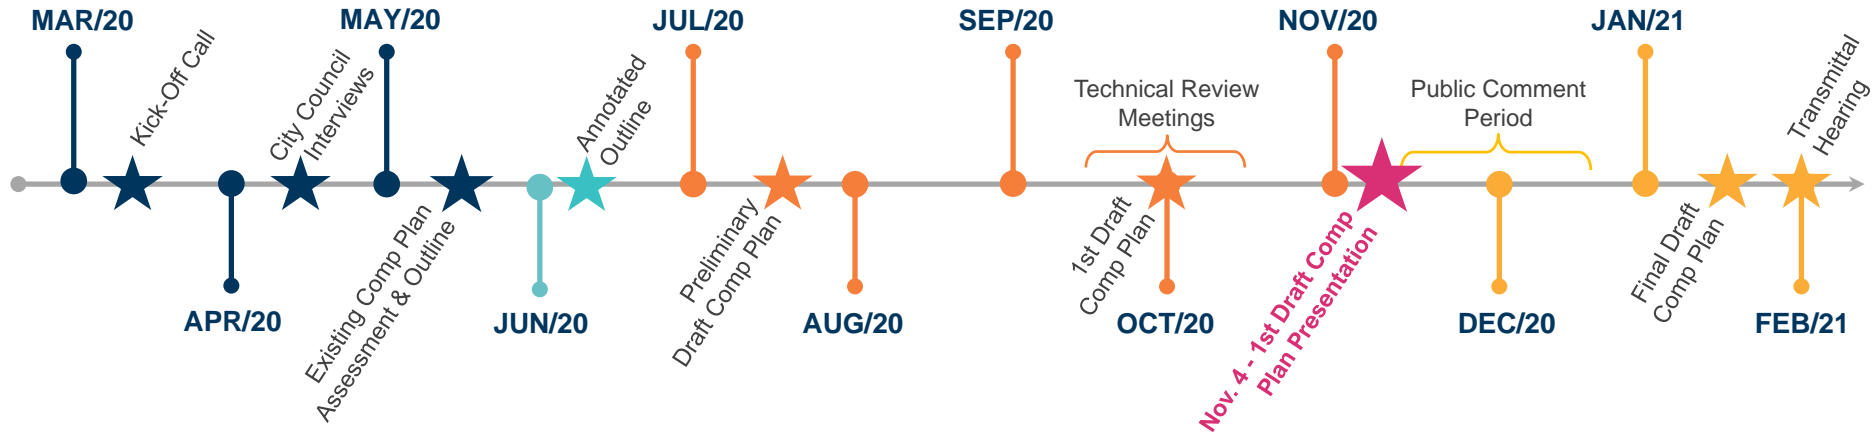 MAR/20
MAY/20
JUL/20
SEP/20
NOV/20
JAN/21
Kick-Off Call
City Council
Interviews
Annotated
Outline
Technical Review
Meetings
Public Comment
Period
Transmittal
Hearing
Existing Comp Plan
Assessment & Outline
Preliminary
Draft Comp Plan
1st Draft
Comp Plan
Nov. 4 - 1st Draft Comp
Plan Presentation
Final Draft
Comp Plan
APR/20
JUN/20
AUG/20
OCT/20
DEC/20
FEB/21